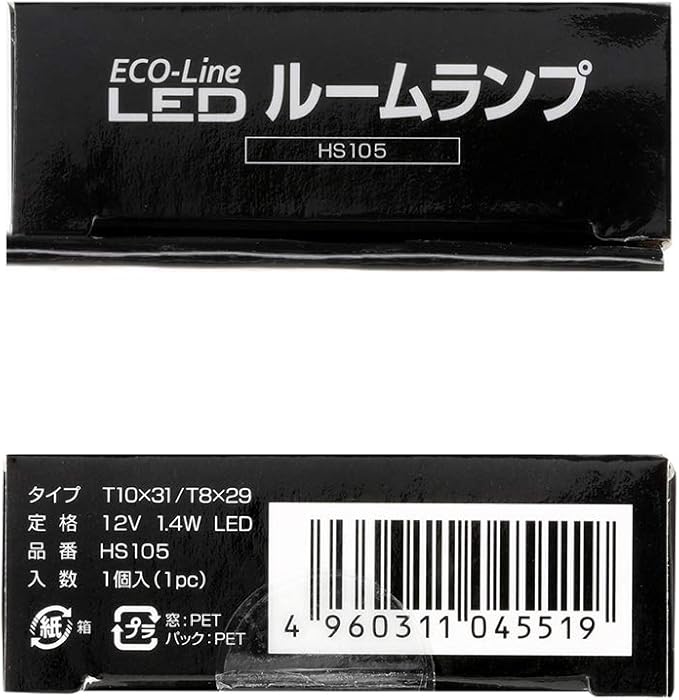 ECO-Line
LED ルームランプ
HS105
タイプ T10×31/T8×29
定格 12V 1.4W LED
品番 HS105
入数 1個入(1pc)
紙 箱
プラ 窓:PET
パック:PET
4 960311 045519